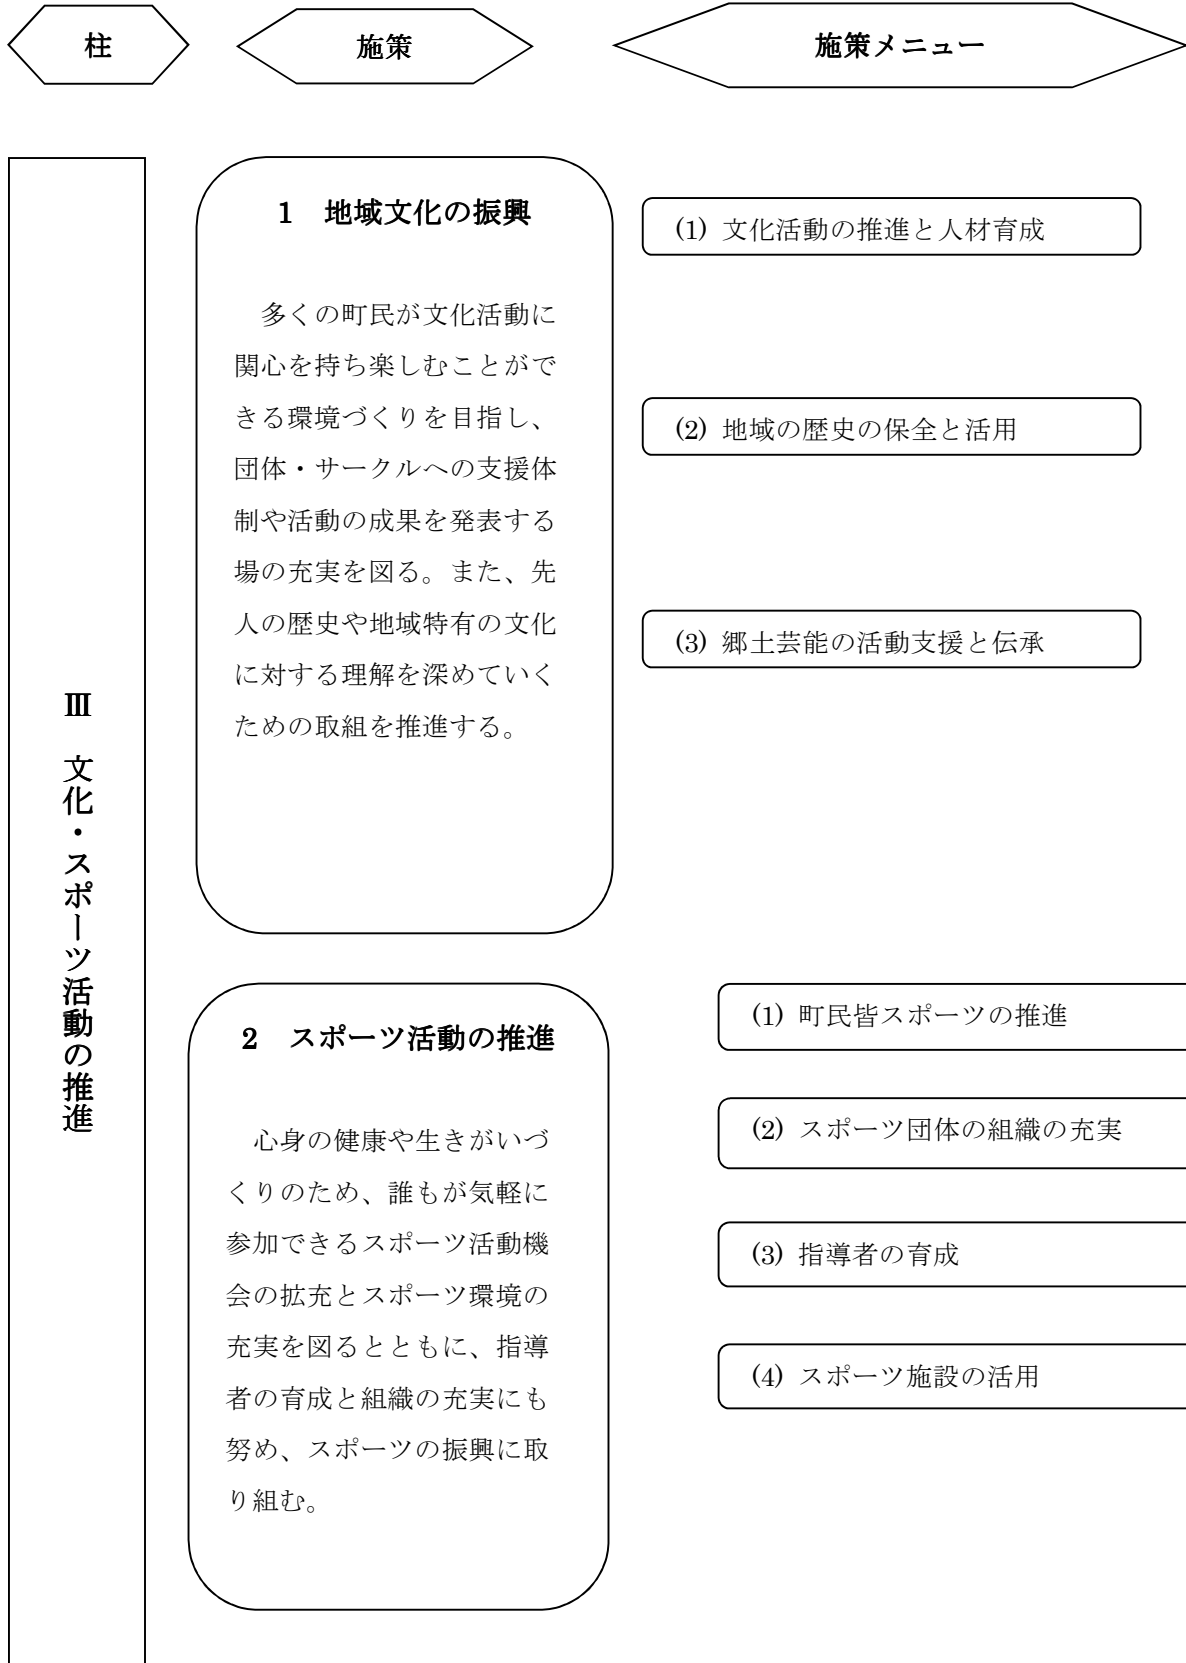 柱
施策
施策メニュー
Ⅲ　文化・スポーツ活動の推進
1　地域文化の振興
　多くの町民が文化活動に
関心を持ち楽しむことがで
きる環境づくりを目指し、
団体・サークルへの支援体
制や活動の成果を発表する
場の充実を図る。また、先
人の歴史や地域特有の文化
に対する理解を深めていく
ための取組を推進する。
(1) 文化活動の推進と人材育成
(2) 地域の歴史の保全と活用
(3) 郷土芸能の活動支援と伝承
2　スポーツ活動の推進
　心身の健康や生きがいづ
くりのため、誰もが気軽に
参加できるスポーツ活動機
会の拡充とスポーツ環境の
充実を図るとともに、指導
者の育成と組織の充実にも
努め、スポーツの振興に取
り組む。
(1) 町民皆スポーツの推進
(2) スポーツ団体の組織の充実
(3) 指導者の育成
(4) スポーツ施設の活用